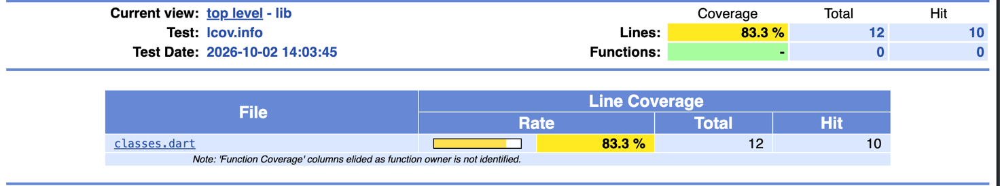 Current view: top level - lib
Coverage Total Hit
Test: lcov.info
Lines: 83.3 % 12 10
Test Date: 2026-10-02 14:03:45
Functions: - 0 0
File
Line Coverage
Rate Total Hit
classes.dart 83.3 % 12 10
Note: 'Function Coverage' columns elided as function owner is not identified.